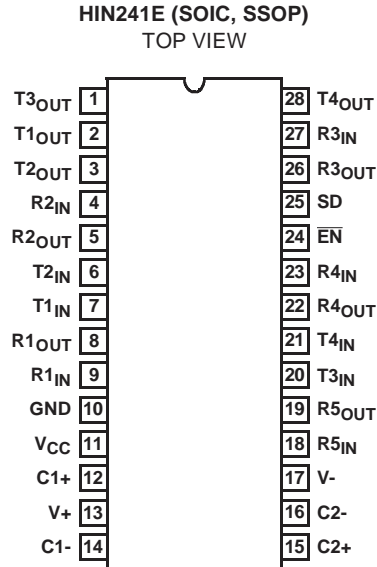 HIN241E (SOIC, SSOP)
TOP VIEW
T3OUT 1 28 T4OUT
T1OUT 2 27 R3IN
T2OUT 3 26 R3OUT
R2IN 4 25 SD
R2OUT 5 24 E̅N̅
T2IN 6 23 R4IN
T1IN 7 22 R4OUT
R1OUT 8 21 T4IN
R1IN 9 20 T3IN
GND 10 19 R5OUT
VCC 11 18 R5IN
C1+ 12 17 V-
V+ 13 16 C2-
C1- 14 15 C2+